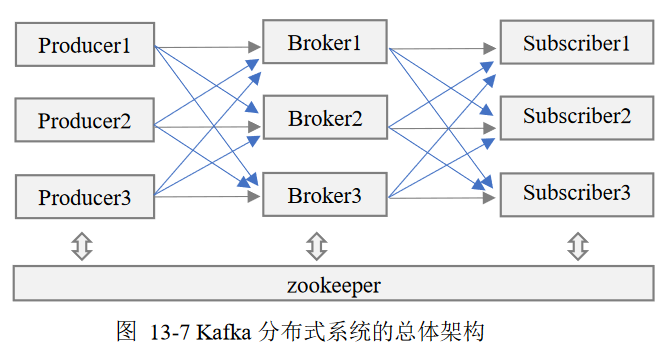 Producer1 Broker1 Subscriber1
Producer2 Broker2 Subscriber2
Producer3 Broker3 Subscriber3
zookeeper
图 13-7 Kafka 分布式系统的总体架构